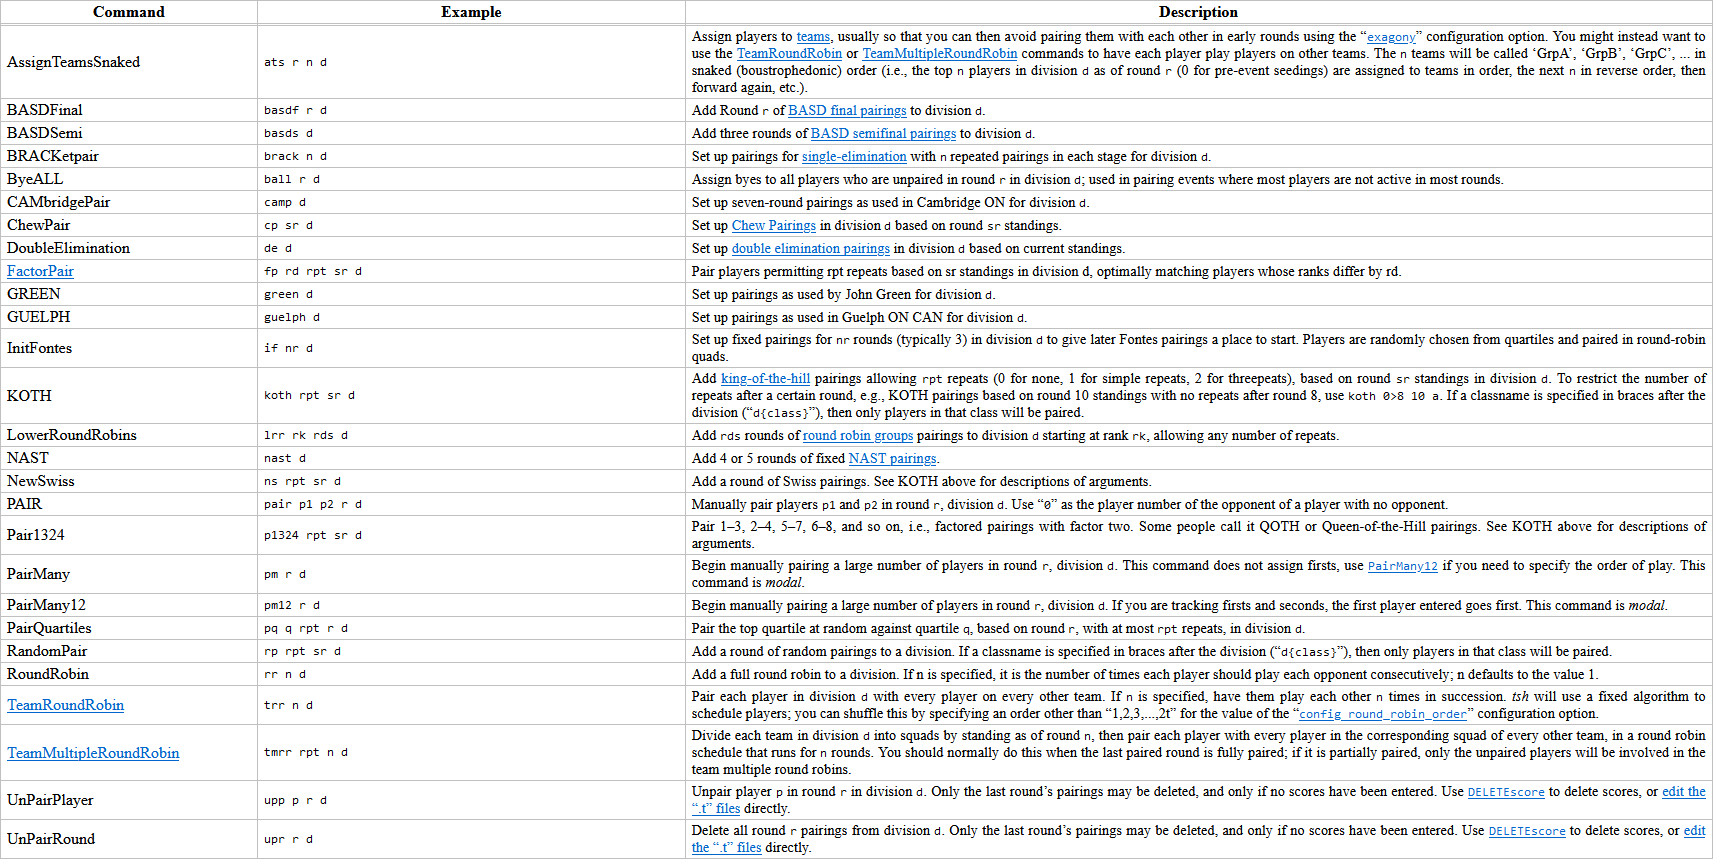 Command Example Description
AssignTeamsSnaked ats r n d Assign players to teams, usually so that you can then avoid pairing them with each other in early rounds using the “exagony” configuration option. You might instead want to
use the TeamRoundRobin or TeamMultipleRoundRobin commands to have each player play players on other teams. The n teams will be called ‘GrpA’, ‘GrpB’, ‘GrpC’, ... in
snaked (boustrophedonic) order (i.e., the top n players in division d as of round r (0 for pre-event seedings) are assigned to teams in order, the next n in reverse order, then
forward again, etc.).
BASDFinal basdf r d Add Round r of BASD final pairings to division d.
BASDSemi basds d Add three rounds of BASD semifinal pairings to division d.
BRACKetpair brack n d Set up pairings for single-elimination with n repeated pairings in each stage for division d.
ByeALL ball r d Assign byes to all players who are unpaired in round r in division d; used in pairing events where most players are not active in most rounds.
CAMbridgePair camp d Set up seven-round pairings as used in Cambridge ON for division d.
ChewPair cp sr d Set up Chew Pairings in division d based on round sr standings.
DoubleElimination de d Set up double elimination pairings in division d based on current standings.
FactorPair fp rd rpt sr d Pair players permitting rpt repeats based on sr standings in division d, optimally matching players whose ranks differ by rd.
GREEN green d Set up pairings as used by John Green for division d.
GUELPH guelph d Set up pairings as used in Guelph ON CAN for division d.
InitFontes if nr d Set up fixed pairings for nr rounds (typically 3) in division d to give later Fontes pairings a place to start. Players are randomly chosen from quartiles and paired in round-robin
quads.
KOTH koth rpt sr d Add king-of-the-hill pairings allowing rpt repeats (0 for none, 1 for simple repeats, 2 for threepeats), based on round sr standings in division d. To restrict the number of
repeats after a certain round, e.g., KOTH pairings based on round 10 standings with no repeats after round 8, use koth 0>8 10 a. If a classname is specified in braces after the
division (“d{class}”), then only players in that class will be paired.
LowerRoundRobins lrr rk rds d Add rds rounds of round robin groups pairings to division d starting at rank rk, allowing any number of repeats.
NAST nast d Add 4 or 5 rounds of fixed NAST pairings.
NewSwiss ns rpt sr d Add a round of Swiss pairings. See KOTH above for descriptions of arguments.
PAIR pair p1 p2 r d Manually pair players p1 and p2 in round r, division d. Use “0” as the player number of the opponent of a player with no opponent.
Pair1324 p1324 rpt sr d Pair 1–3, 2–4, 5–7, 6–8, and so on, i.e., factored pairings with factor two. Some people call it QOTH or Queen-of-the-Hill pairings. See KOTH above for descriptions of
arguments.
PairMany pm r d Begin manually pairing a large number of players in round r, division d. This command does not assign firsts, use PairMany12 if you need to specify the order of play. This
command is modal.
PairMany12 pm12 r d Begin manually pairing a large number of players in round r, division d. If you are tracking firsts and seconds, the first player entered goes first. This command is modal.
PairQuartiles pq q rpt r d Pair the top quartile at random against quartile q, based on round r, with at most rpt repeats, in division d.
RandomPair rp rpt sr d Add a round of random pairings to a division. If a classname is specified in braces after the division (“d{class}”), then only players in that class will be paired.
RoundRobin rr n d Add a full round robin to a division. If n is specified, it is the number of times each player should play each opponent consecutively; n defaults to the value 1.
TeamRoundRobin trr n d Pair each player in division d with every player on every other team. If n is specified, have them play each other n times in succession. tsh will use a fixed algorithm to
schedule players; you can shuffle this by specifying an order other than “1,2,3,...,2t” for the value of the “config_round_robin_order” configuration option.
TeamMultipleRoundRobin tmrr rpt n d Divide each team in division d into squads by standing as of round n, then pair each player with every player in the corresponding squad of every other team, in a round robin
schedule that runs for n rounds. You should normally do this when the last paired round is fully paired; if it is partially paired, only the unpaired players will be involved in the
team multiple round robins.
UnPairPlayer upp p r d Unpair player p in round r in division d. Only the last round’s pairings may be deleted, and only if no scores have been entered. Use DELETEscore to delete scores, or edit the
“.t” files directly.
UnPairRound upr r d Delete all round r pairings from division d. Only the last round’s pairings may be deleted, and only if no scores have been entered. Use DELETEscore to delete scores, or edit
the “.t” files directly.